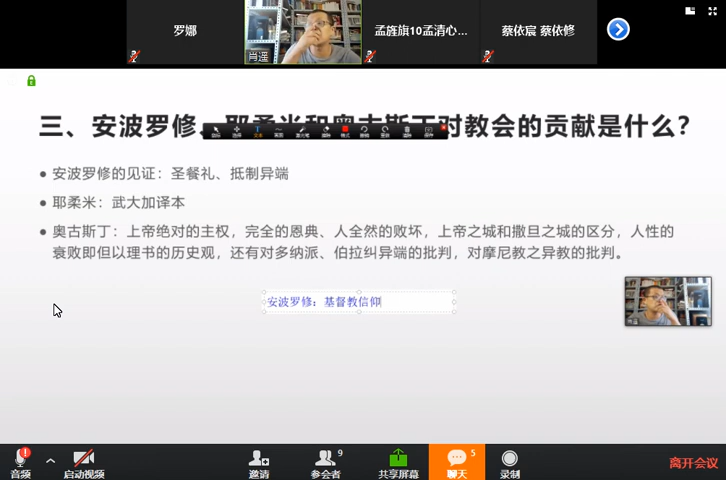 罗娜
肖遥
孟旌旗10孟清心...
蔡依宸 蔡依修
三、安波罗修、耶柔米和奥古斯丁对教会的贡献是什么？
● 安波罗修的见证：圣餐礼、抵制异端
● 耶柔米：武大加译本
● 奥古斯丁：上帝绝对的主权，完全的恩典、人全然的败坏，上帝之城和撒旦之城的区分，人性的
衰败即但以理书的历史观，还有对多纳派、伯拉纠异端的批判，对摩尼教之异教的批判。
安波罗修：基督教信仰
音频
启动视频
邀请
9
参会者
共享屏幕
5
聊天
录制
离开会议